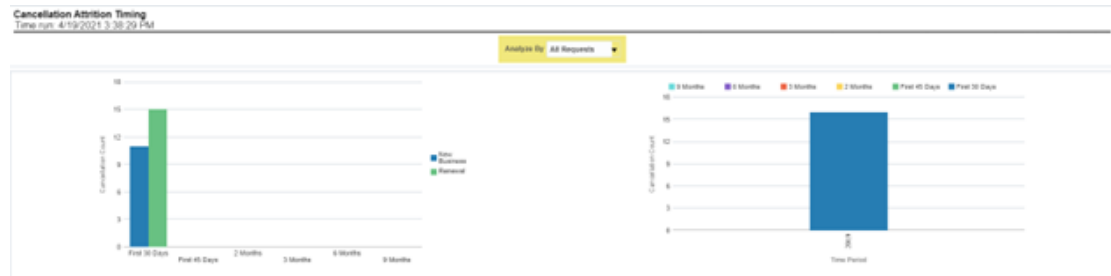 Cancellation Attrition Timing
Time run: 4/19/2021 3:38:29 PM
Analyze By All Requests
18
15
12
9
6
3
0
Cancellation Count
First 30 Days
First 45 Days
2 Months
3 Months
6 Months
9 Months
New
Business
Renewal
9 Months 6 Months 3 Months 2 Months First 45 Days First 30 Days
18
15
12
9
6
3
0
Cancellation Count
Time Period